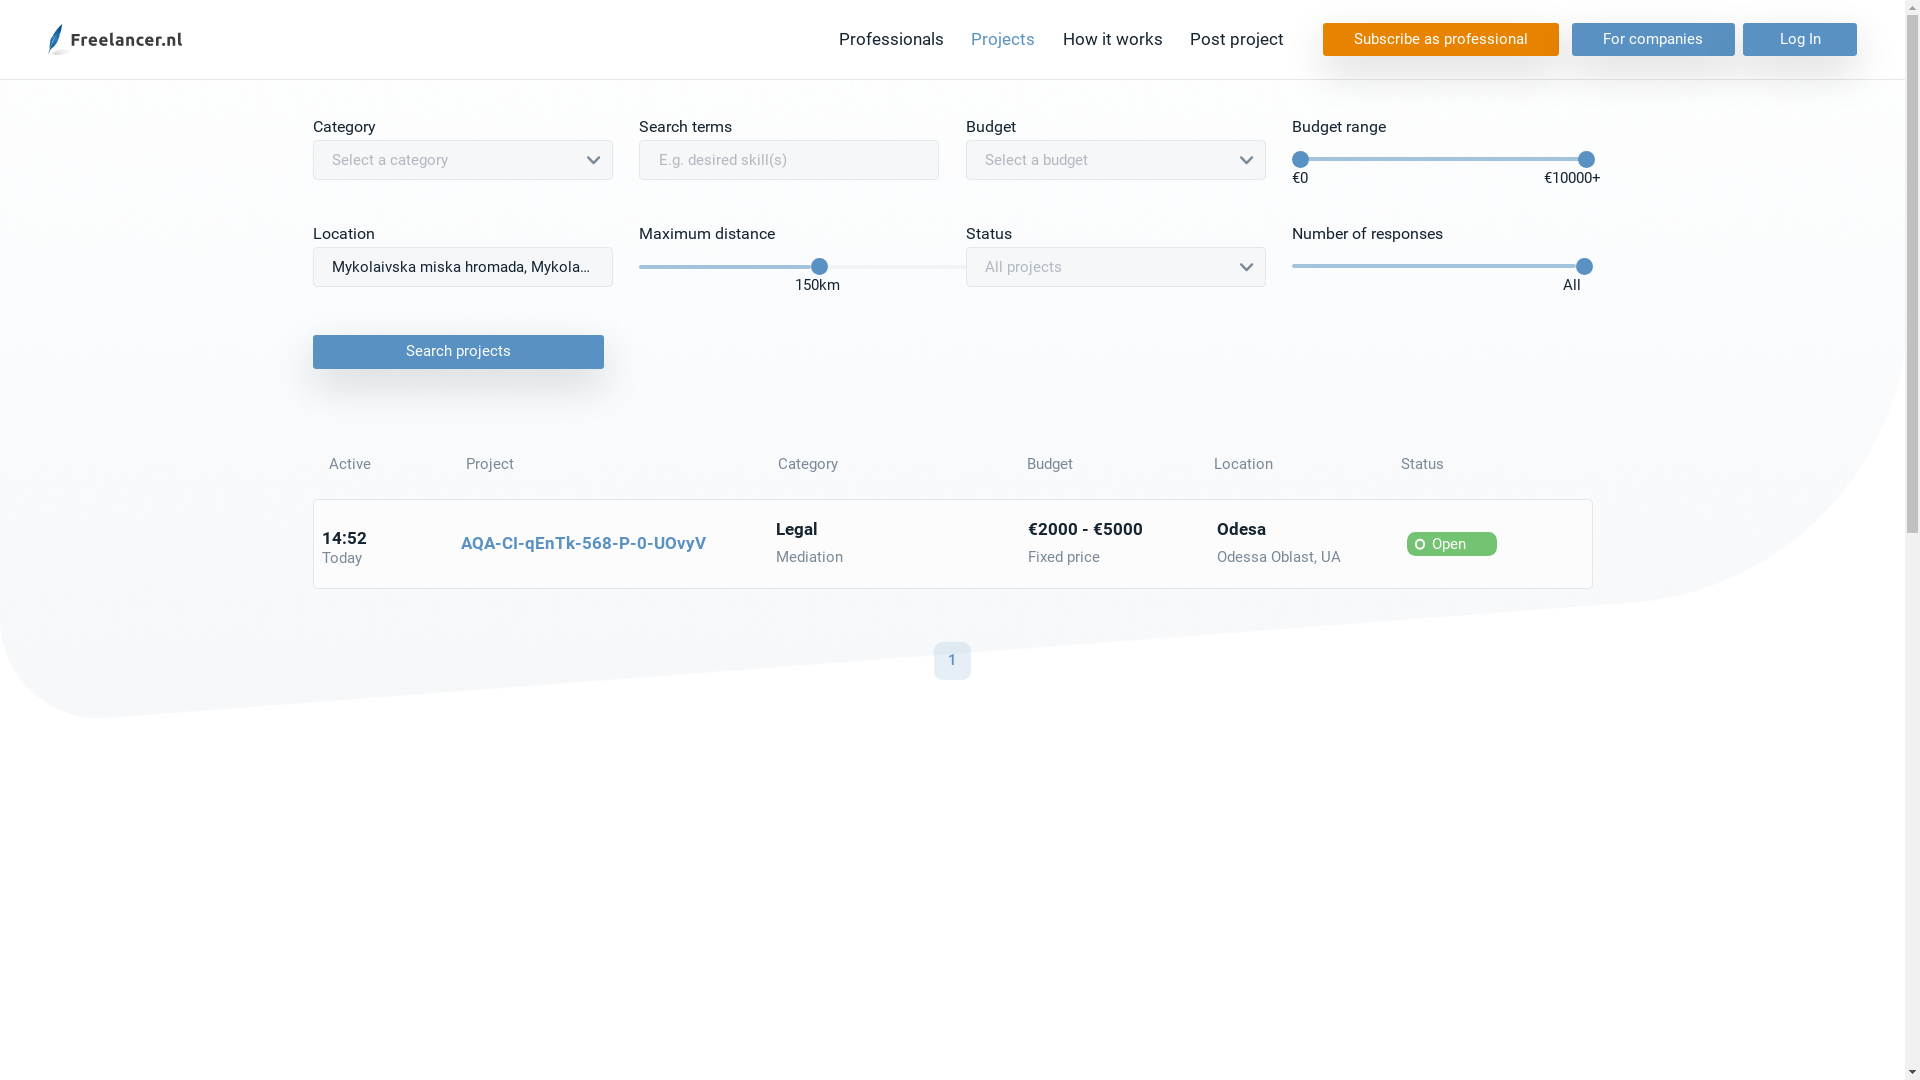 Freelancer.nl
Professionals Projects How it works Post project Subscribe as professional For companies Log In
Category Search terms Budget Budget range
Select a category E.g. desired skill(s) Select a budget
€0 €10000+
Location Maximum distance Status Number of responses
Mykolaivska miska hromada, Mykola... All projects
150km All
Search projects
Active Project Category Budget Location Status
14:52 AQA-CI-qEnTk-568-P-0-UOvyV Legal €2000 - €5000 Odesa Open
Today Mediation Fixed price Odessa Oblast, UA
1